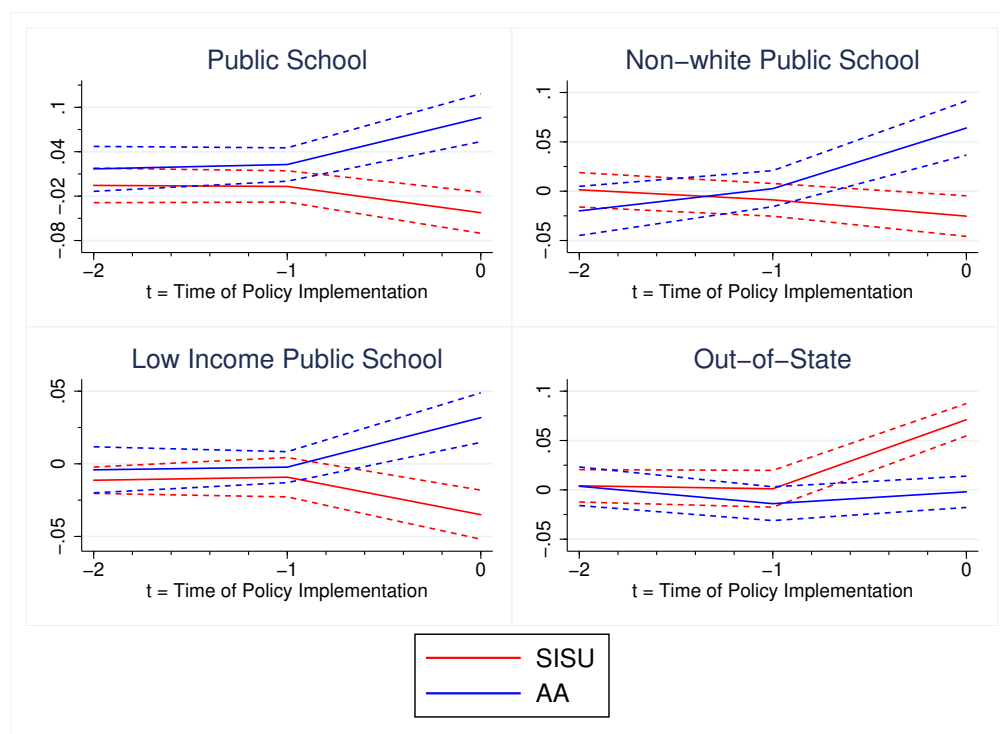 Public School
.1
.04
−.02
−.08
−2
−1
0
t = Time of Policy Implementation
Non−white Public School
.1
.05
0
−.05
−2
−1
0
t = Time of Policy Implementation
Low Income Public School
.05
0
−.05
−2
−1
0
t = Time of Policy Implementation
Out−of−State
.1
.05
0
−.05
−2
−1
0
t = Time of Policy Implementation
SISU
AA